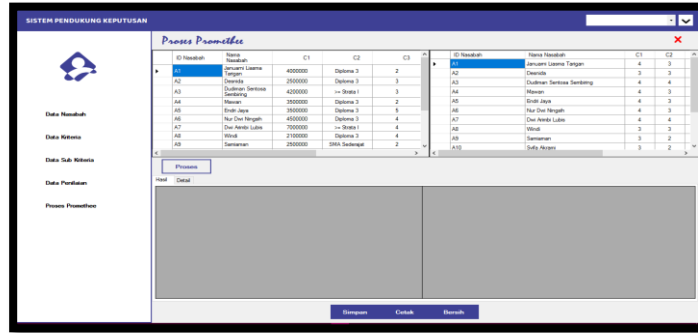 SISTEM PENDUKUNG KEPUTUSAN
Proses Promethee
ID Nasabah Nama Nasabah C1 C2 C3
A1 Januarni Liasma Tarigan 4000000 Diploma 3 2
A2 Desnida 2500000 Diploma 3 3
A3 Dudiman Sentosa Sembiring 4200000 >= Strata I 3
A4 Mawan 3500000 Diploma 3 2
A5 Endri Jaya 3500000 Diploma 3 5
A6 Nur Dwi Ningsih 4500000 Diploma 3 4
A7 Dwi Arimbi Lubis 7000000 >= Strata I 4
A8 Windi 2100000 Diploma 3 4
A9 Samiaman 2500000 SMA Sederajat 2
ID Nasabah Nama Nasabah C1 C2
A1 Januarni Liasma Tarigan 4 3
A2 Desnida 3 3
A3 Dudiman Sentosa Sembiring 4 4
A4 Mawan 4 3
A5 Endri Jaya 4 3
A6 Nur Dwi Ningsih 4 3
A7 Dwi Arimbi Lubis 4 4
A8 Windi 3 3
A9 Samiaman 3 2
A10 3 2
Data Nasabah
Data Kriteria
Data Sub Kriteria
Data Penilaian
Proses Promethee
Proses
Hasil Detail
Simpan Cetak Bersih